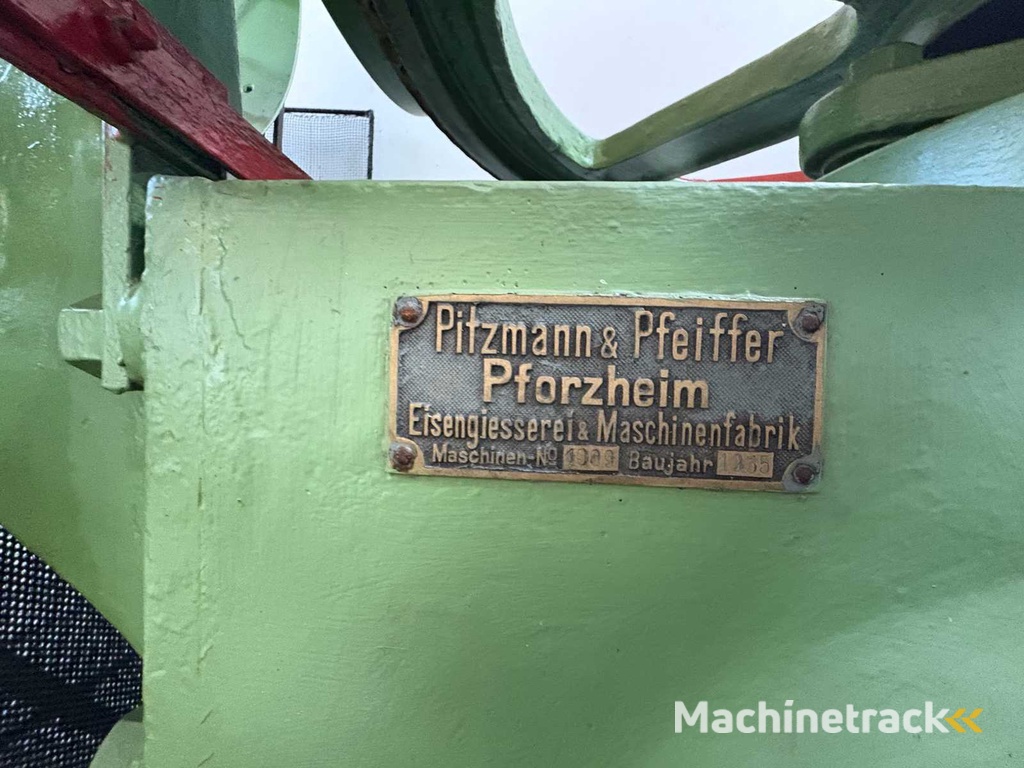 Pitzmann & Pfeiffer
Pforzheim
Eisengiesserei & Maschinenfabrik
Maschinen-No Baujahr
Machinetrack